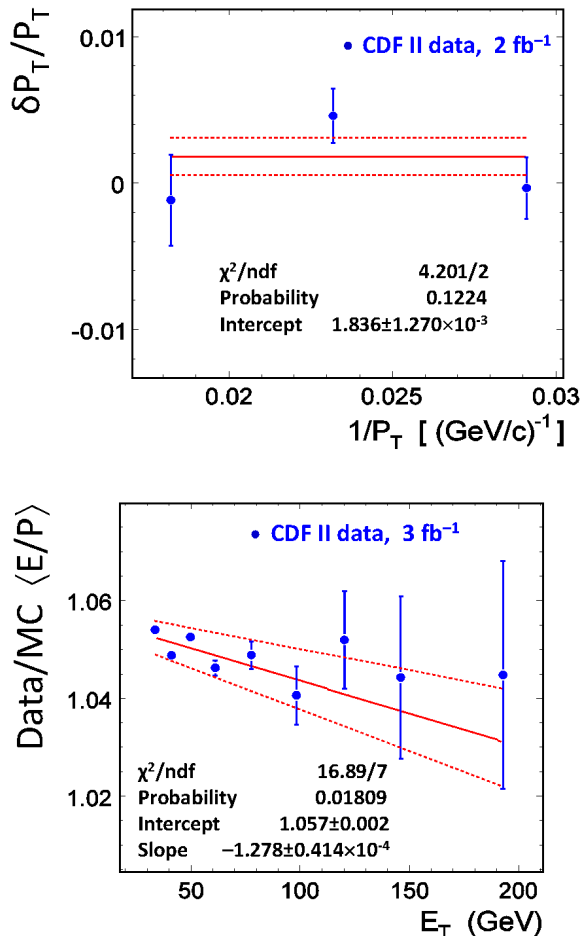 δP_T/P_T
0.01
0
-0.01
CDF II data, 2 fb⁻¹
χ²/ndf 4.201/2
Probability 0.1224
Intercept 1.836±1.270×10⁻³
0.02 0.025 0.03
1/P_T [ (GeV/c)⁻¹ ]
Data/MC ⟨E/P⟩
1.06
1.04
1.02
CDF II data, 3 fb⁻¹
χ²/ndf 16.89/7
Probability 0.01809
Intercept 1.057±0.002
Slope −1.278±0.414×10⁻⁴
50 100 150 200
E_T (GeV)